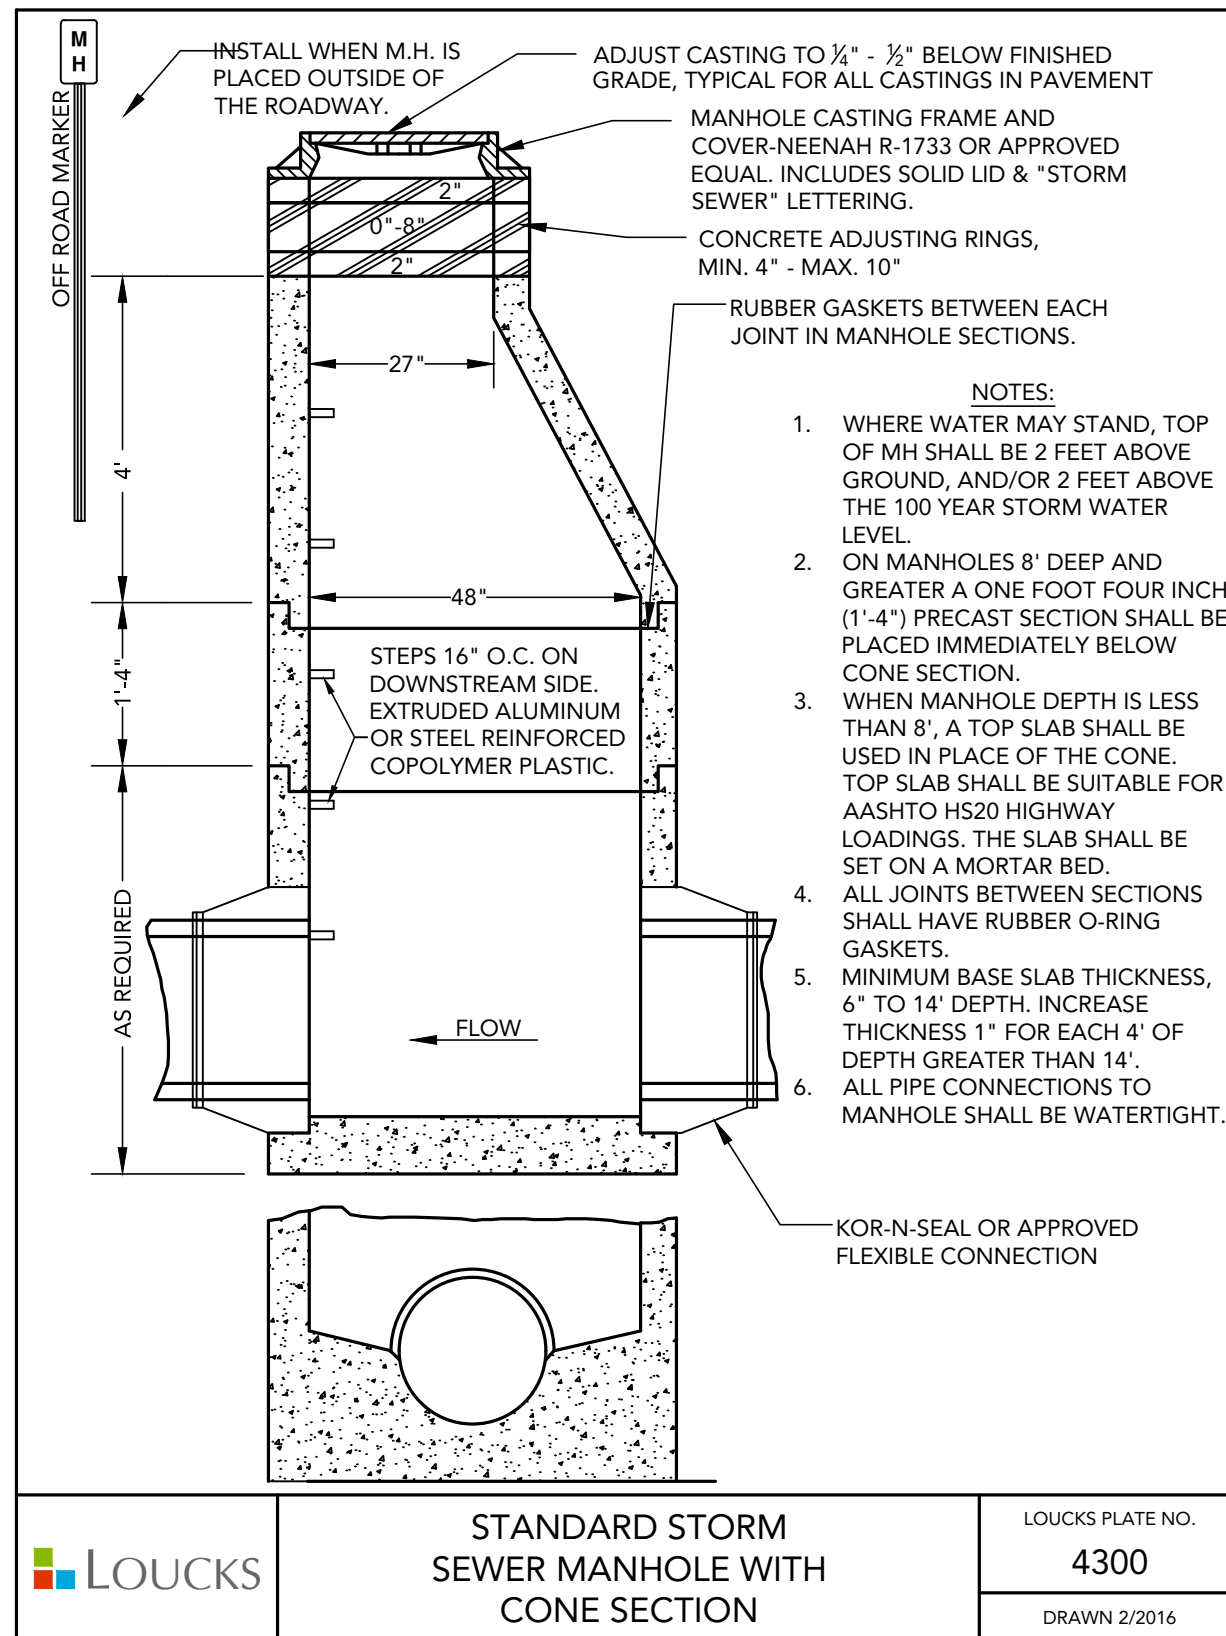 M
H
OFF ROAD MARKER
INSTALL WHEN M.H. IS
PLACED OUTSIDE OF
THE ROADWAY.
ADJUST CASTING TO ¼" - ½" BELOW FINISHED
GRADE, TYPICAL FOR ALL CASTINGS IN PAVEMENT
MANHOLE CASTING FRAME AND
COVER-NEENAH R-1733 OR APPROVED
EQUAL. INCLUDES SOLID LID & "STORM
SEWER" LETTERING.
2"
0"-8"
2"
CONCRETE ADJUSTING RINGS,
MIN. 4" - MAX. 10"
RUBBER GASKETS BETWEEN EACH
JOINT IN MANHOLE SECTIONS.
27"
4'
48"
1'-4"
STEPS 16" O.C. ON
DOWNSTREAM SIDE.
EXTRUDED ALUMINUM
OR STEEL REINFORCED
COPOLYMER PLASTIC.
AS REQUIRED
FLOW
NOTES:
1. WHERE WATER MAY STAND, TOP
OF MH SHALL BE 2 FEET ABOVE
GROUND, AND/OR 2 FEET ABOVE
THE 100 YEAR STORM WATER
LEVEL.
2. ON MANHOLES 8' DEEP AND
GREATER A ONE FOOT FOUR INCH
(1'-4") PRECAST SECTION SHALL BE
PLACED IMMEDIATELY BELOW
CONE SECTION.
3. WHEN MANHOLE DEPTH IS LESS
THAN 8', A TOP SLAB SHALL BE
USED IN PLACE OF THE CONE.
TOP SLAB SHALL BE SUITABLE FOR
AASHTO HS20 HIGHWAY
LOADINGS. THE SLAB SHALL BE
SET ON A MORTAR BED.
4. ALL JOINTS BETWEEN SECTIONS
SHALL HAVE RUBBER O-RING
GASKETS.
5. MINIMUM BASE SLAB THICKNESS,
6" TO 14' DEPTH. INCREASE
THICKNESS 1" FOR EACH 4' OF
DEPTH GREATER THAN 14'.
6. ALL PIPE CONNECTIONS TO
MANHOLE SHALL BE WATERTIGHT.
KOR-N-SEAL OR APPROVED
FLEXIBLE CONNECTION
LOUCKS
STANDARD STORM
SEWER MANHOLE WITH
CONE SECTION
LOUCKS PLATE NO.
4300
DRAWN 2/2016